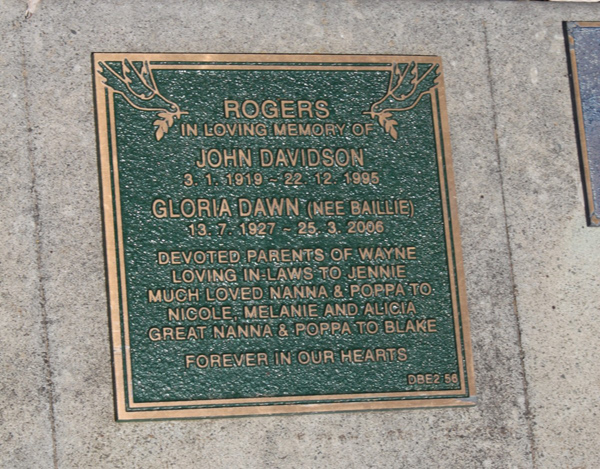 ROGERS
IN LOVING MEMORY OF
JOHN DAVIDSON
3. 1. 1919 ~ 22. 12. 1995
GLORIA DAWN (NEE BAILLIE)
13. 7. 1927 ~ 25. 3. 2006
DEVOTED PARENTS OF WAYNE
LOVING IN-LAWS TO JENNIE
MUCH LOVED NANNA & POPPA TO
NICOLE, MELANIE AND ALICIA
GREAT NANNA & POPPA TO BLAKE
FOREVER IN OUR HEARTS
DBE2 56